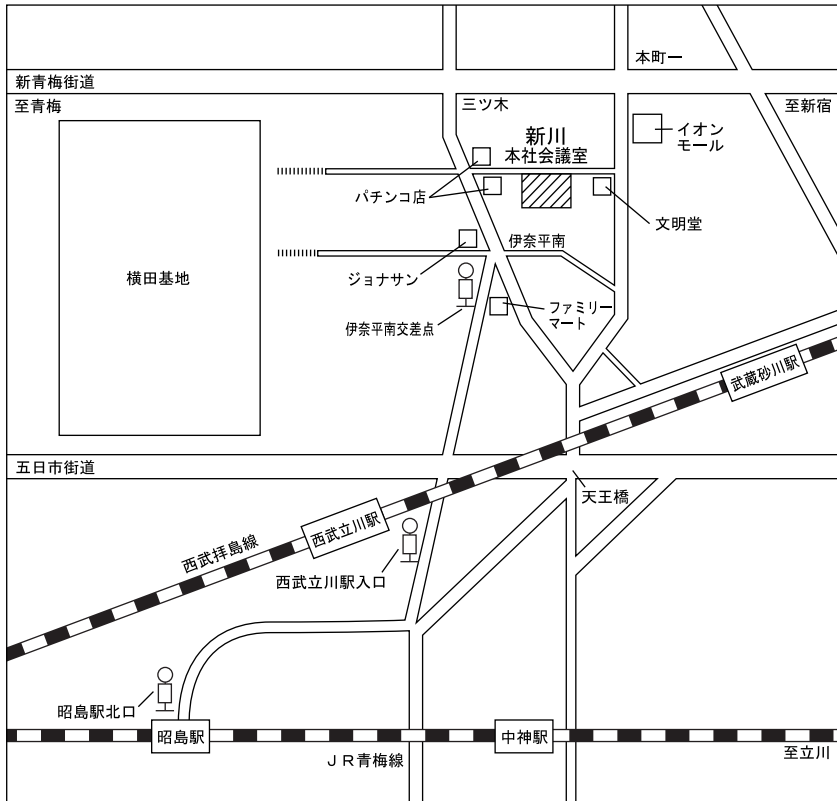 本町一
新青梅街道
至青梅
三ツ木
至新宿
新川
本社会議室
イオン
モール
パチンコ店
文明堂
伊奈平南
横田基地
ジョナサン
ファミリー
マート
伊奈平南交差点
武蔵砂川駅
五日市街道
天王橋
西武立川駅
西武拝島線
西武立川駅入口
昭島駅北口
昭島駅
中神駅
JR青梅線
至立川